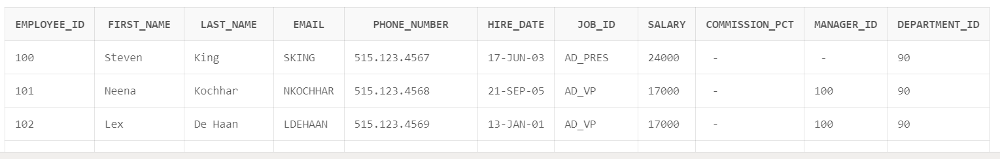 EMPLOYEE_ID FIRST_NAME LAST_NAME EMAIL PHONE_NUMBER HIRE_DATE JOB_ID SALARY COMMISSION_PCT MANAGER_ID DEPARTMENT_ID
100 Steven King SKING 515.123.4567 17-JUN-03 AD_PRES 24000 - - 90
101 Neena Kochhar NKOCHHAR 515.123.4568 21-SEP-05 AD_VP 17000 - 100 90
102 Lex De Haan LDEHAAN 515.123.4569 13-JAN-01 AD_VP 17000 - 100 90